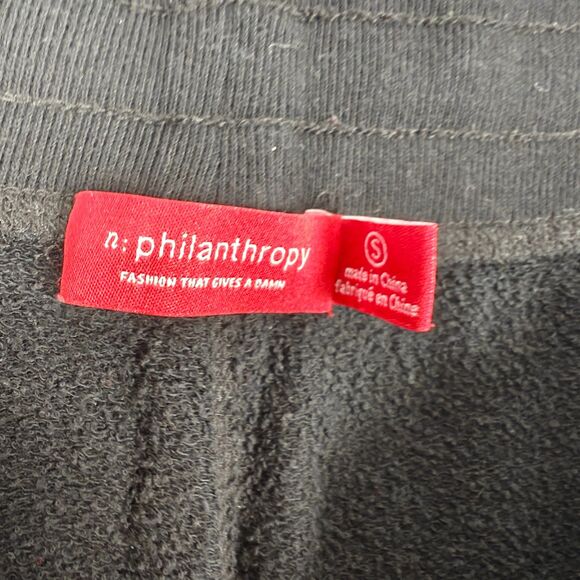 n: philanthropy
FASHION THAT GIVES A DAMN
S
made in China
fabriqué en Chine